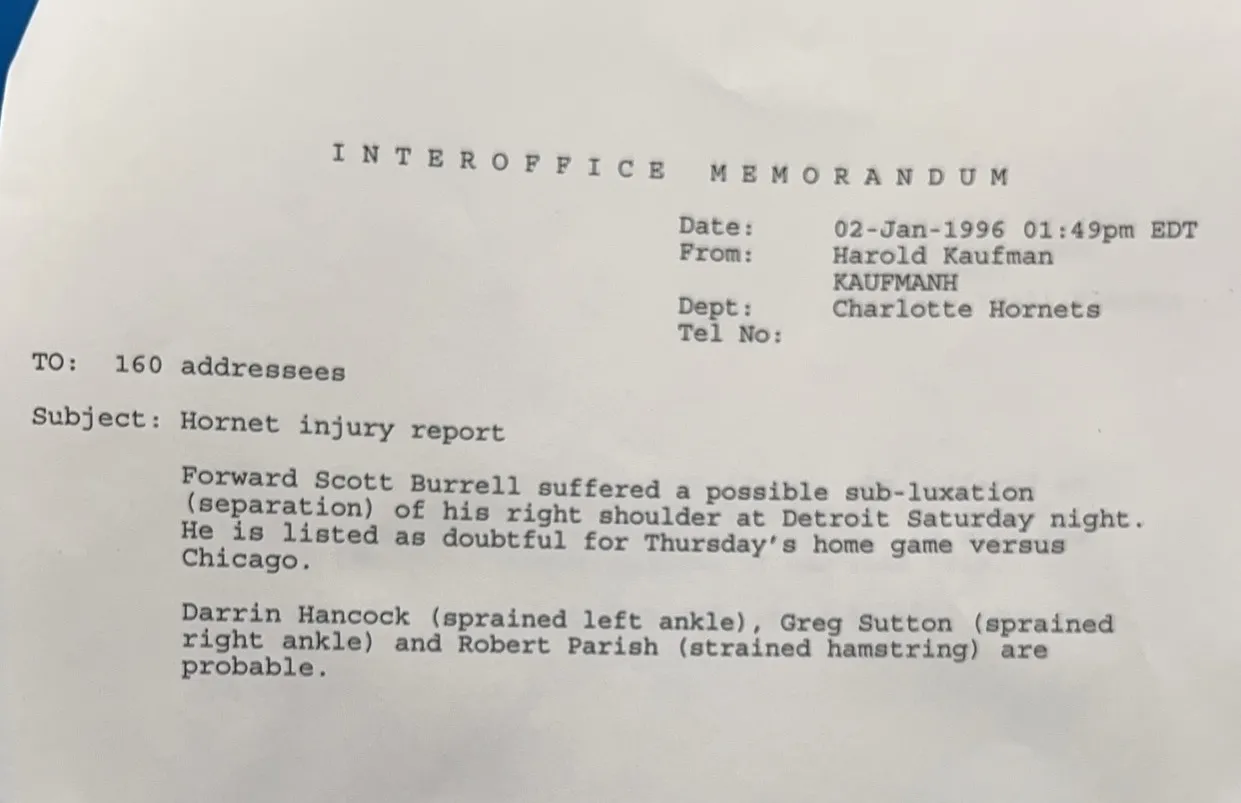 INTEROFFICE MEMORANDUM
Date: 02-Jan-1996 01:49pm EDT
From: Harold Kaufman
KAUFMANH
Dept: Charlotte Hornets
Tel No:
TO: 160 addressees
Subject: Hornet injury report
Forward Scott Burrell suffered a possible sub-luxation
(separation) of his right shoulder at Detroit Saturday night.
He is listed as doubtful for Thursday's home game versus
Chicago.
Darrin Hancock (sprained left ankle), Greg Sutton (sprained
right ankle) and Robert Parish (strained hamstring) are
probable.